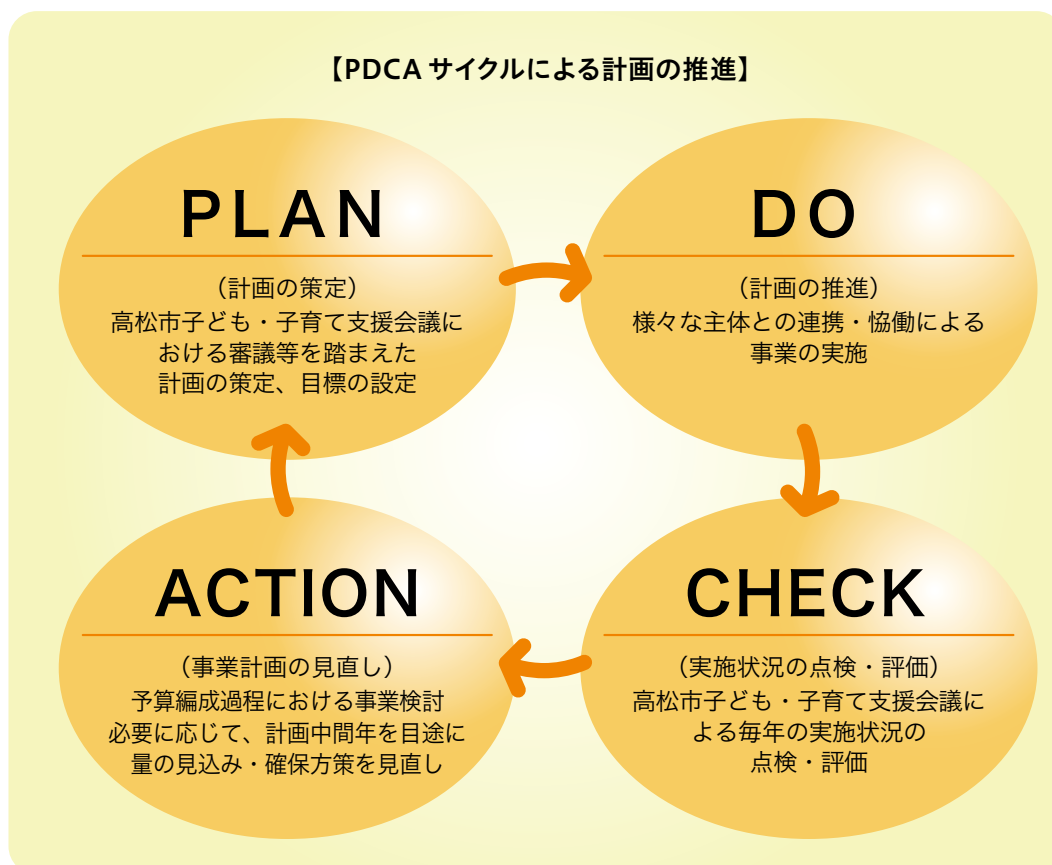 【PDCA サイクルによる計画の推進】
PLAN
（計画の策定）
高松市子ども・子育て支援会議に
おける審議等を踏まえた
計画の策定、目標の設定
DO
（計画の推進）
様々な主体との連携・協働による
事業の実施
ACTION
（事業計画の見直し）
予算編成過程における事業検討
必要に応じて、計画中間年を目途に
量の見込み・確保方策を見直し
CHECK
（実施状況の点検・評価）
高松市子ども・子育て支援会議に
よる毎年の実施状況の
点検・評価